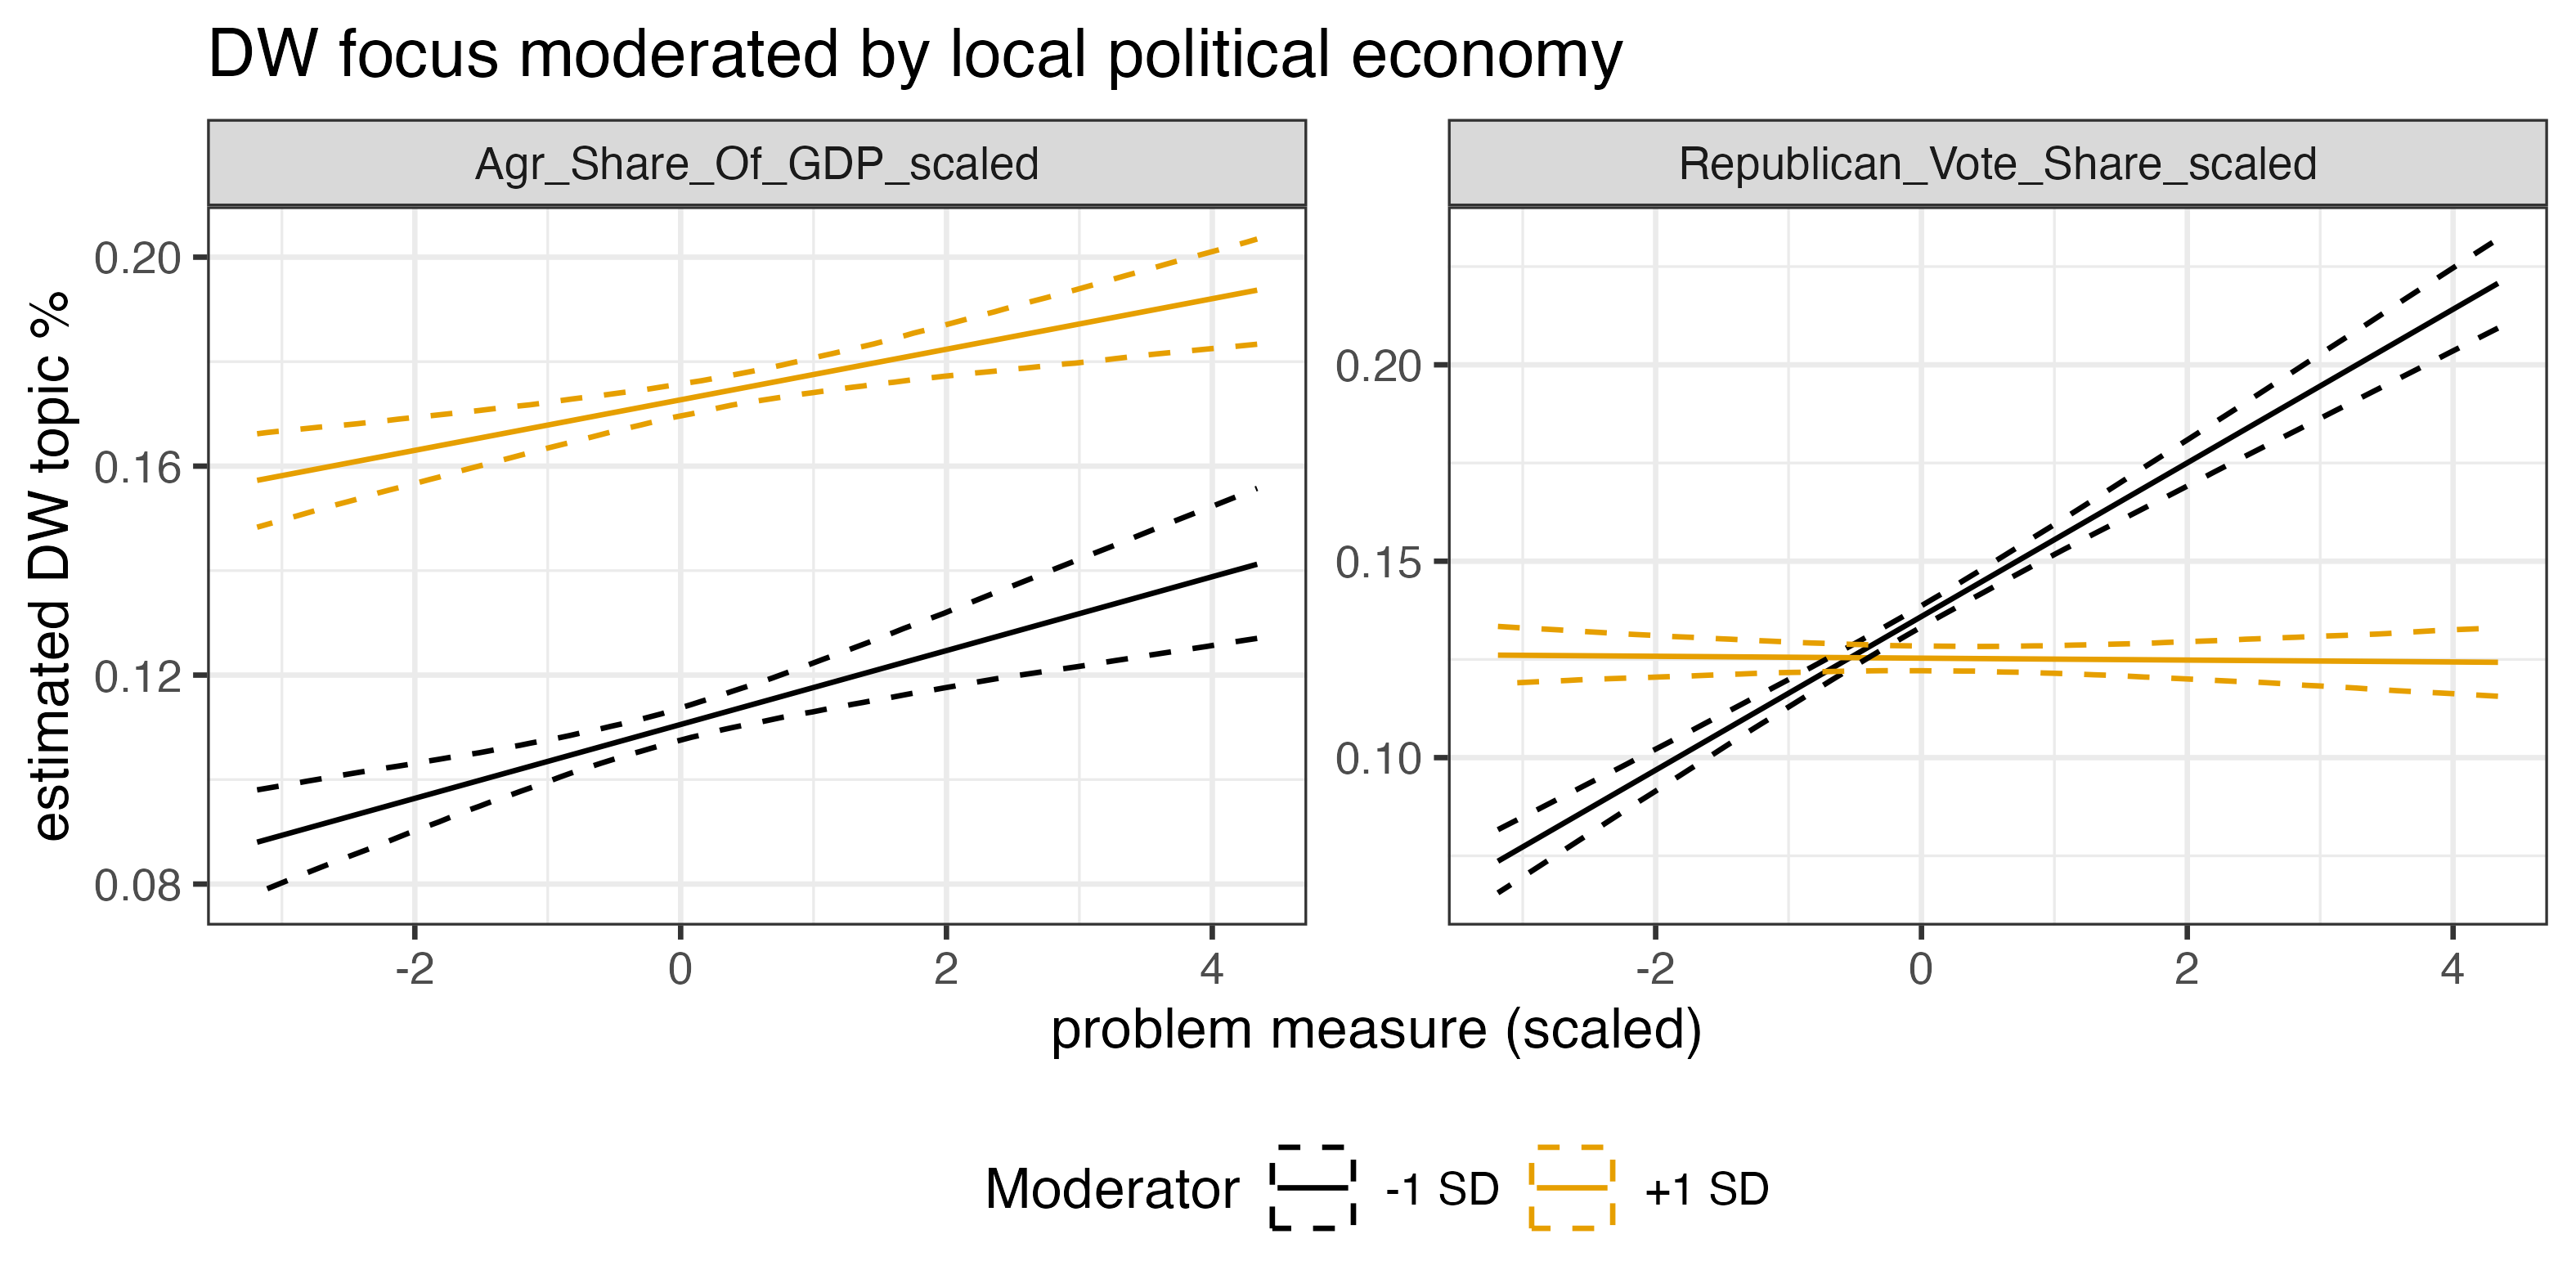 DW focus moderated by local political economy
Agr_Share_Of_GDP_scaled
Republican_Vote_Share_scaled
estimated DW topic %
0.20
0.16
0.12
0.08
0.20
0.15
0.10
-2 0 2 4
-2 0 2 4
problem measure (scaled)
Moderator -1 SD +1 SD